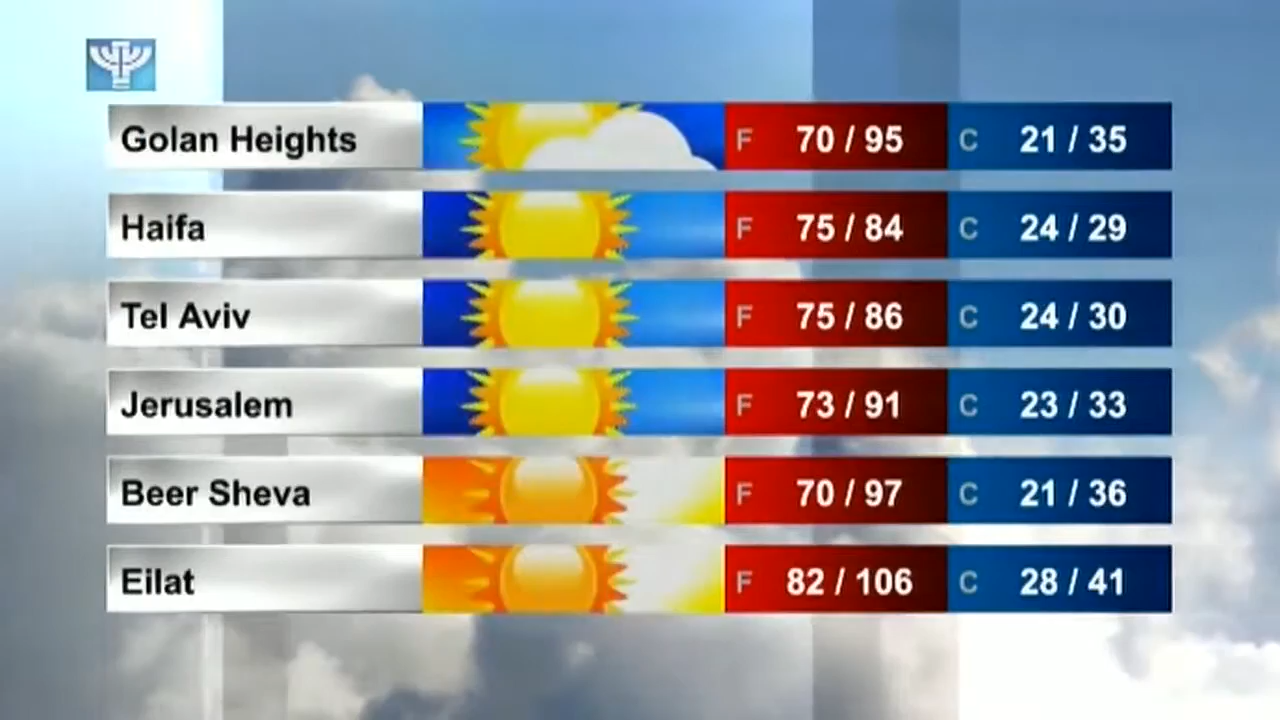 Golan Heights F 70 / 95 C 21 / 35
Haifa F 75 / 84 C 24 / 29
Tel Aviv F 75 / 86 C 24 / 30
Jerusalem F 73 / 91 C 23 / 33
Beer Sheva F 70 / 97 C 21 / 36
Eilat F 82 / 106 C 28 / 41